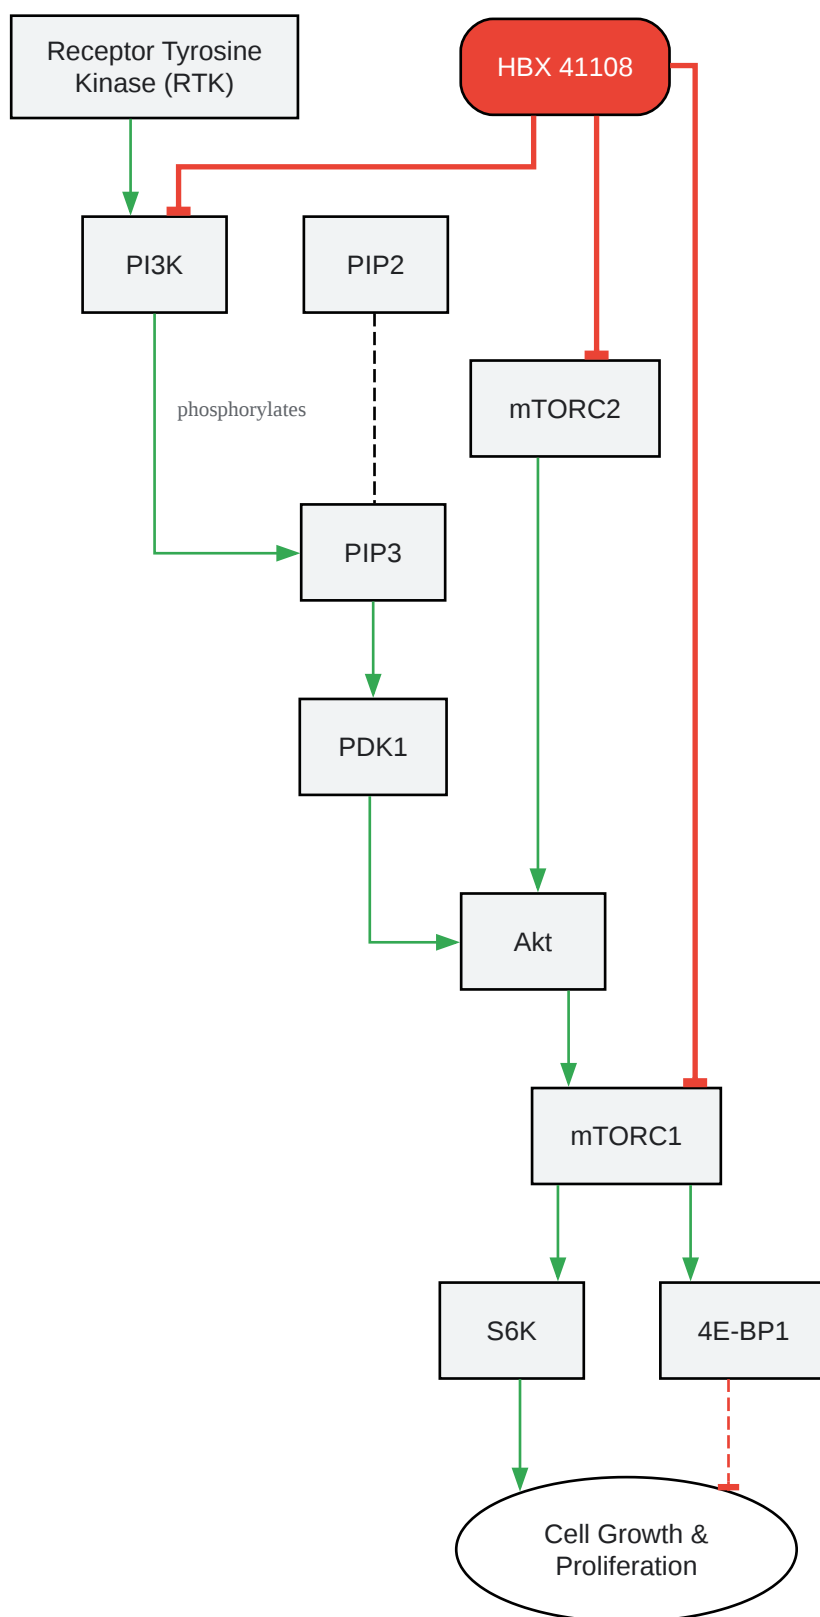 Receptor Tyrosine
Kinase (RTK)
HBX 41108
PI3K
PIP2
phosphorylates
mTORC2
PIP3
PDK1
Akt
mTORC1
S6K
4E-BP1
Cell Growth &
Proliferation